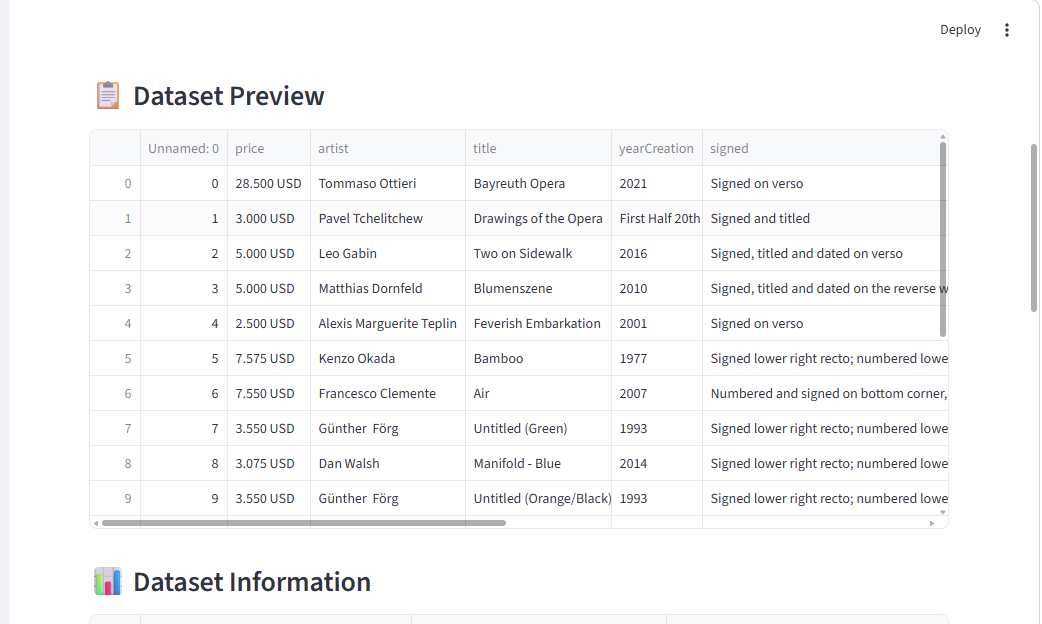 Deploy
Dataset Preview
Unnamed: 0 price artist title yearCreation signed
0 0 28.500 USD Tommaso Ottieri Bayreuth Opera 2021 Signed on verso
1 1 3.000 USD Pavel Tchelitchew Drawings of the Opera First Half 20th Signed and titled
2 2 5.000 USD Leo Gabin Two on Sidewalk 2016 Signed, titled and dated on verso
3 3 5.000 USD Matthias Dornfeld Blumenszene 2010 Signed, titled and dated on the reverse w
4 4 2.500 USD Alexis Marguerite Teplin Feverish Embarkation 2001 Signed on verso
5 5 7.575 USD Kenzo Okada Bamboo 1977 Signed lower right recto; numbered lowe
6 6 7.550 USD Francesco Clemente Air 2007 Numbered and signed on bottom corner,
7 7 3.550 USD Günther  Förg Untitled (Green) 1993 Signed lower right recto; numbered lowe
8 8 3.075 USD Dan Walsh Manifold - Blue 2014 Signed lower right recto; numbered lowe
9 9 3.550 USD Günther  Förg Untitled (Orange/Black) 1993 Signed lower right recto; numbered lowe
Dataset Information